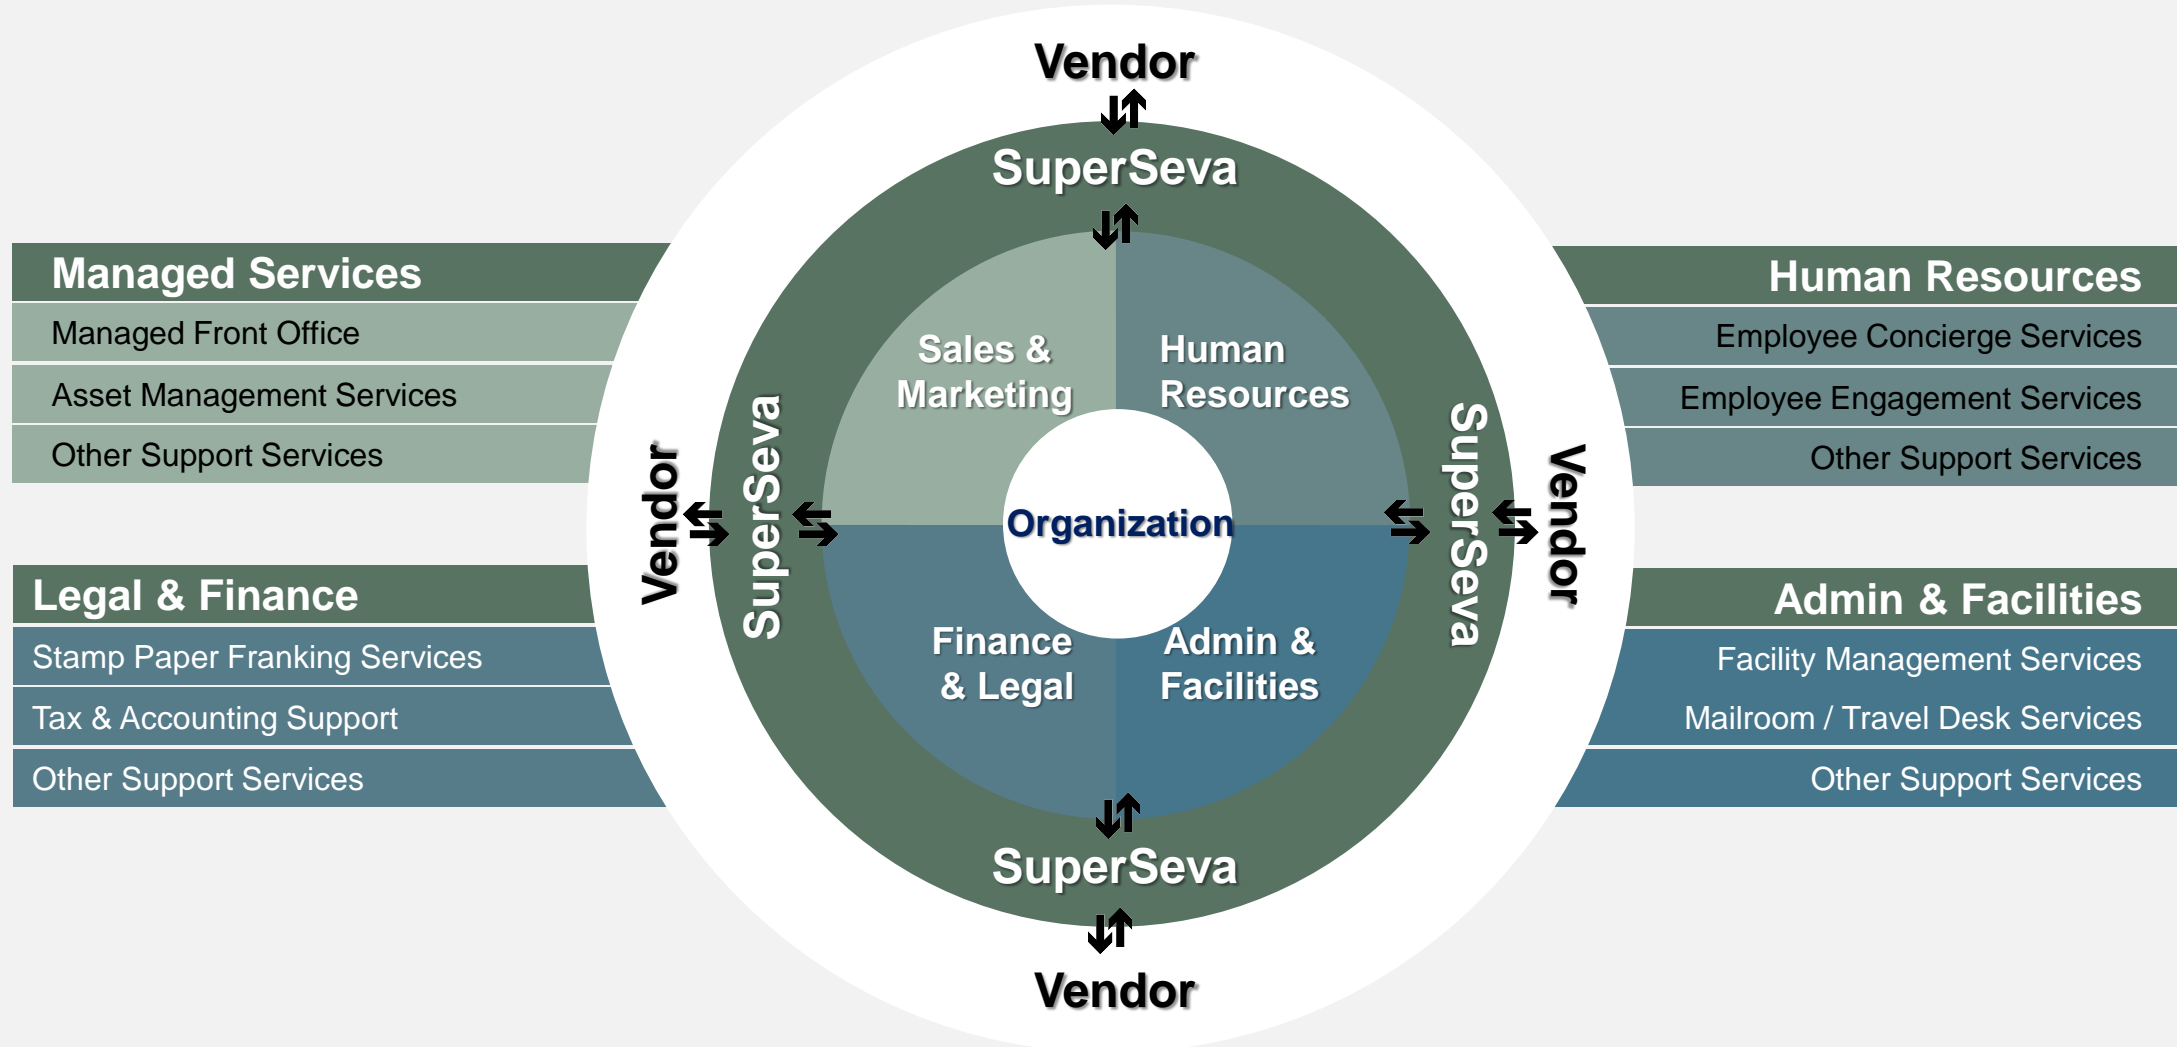 Vendor
SuperSeva
Managed Services
Managed Front Office
Asset Management Services
Other Support Services
Legal & Finance
Stamp Paper Franking Services
Tax & Accounting Support
Other Support Services
Vendor
SuperSeva
Sales &
Marketing
Human
Resources
Organization
Finance
& Legal
Admin &
Facilities
SuperSeva
Vendor
Human Resources
Employee Concierge Services
Employee Engagement Services
Other Support Services
Admin & Facilities
Facility Management Services
Mailroom / Travel Desk Services
Other Support Services
SuperSeva
Vendor